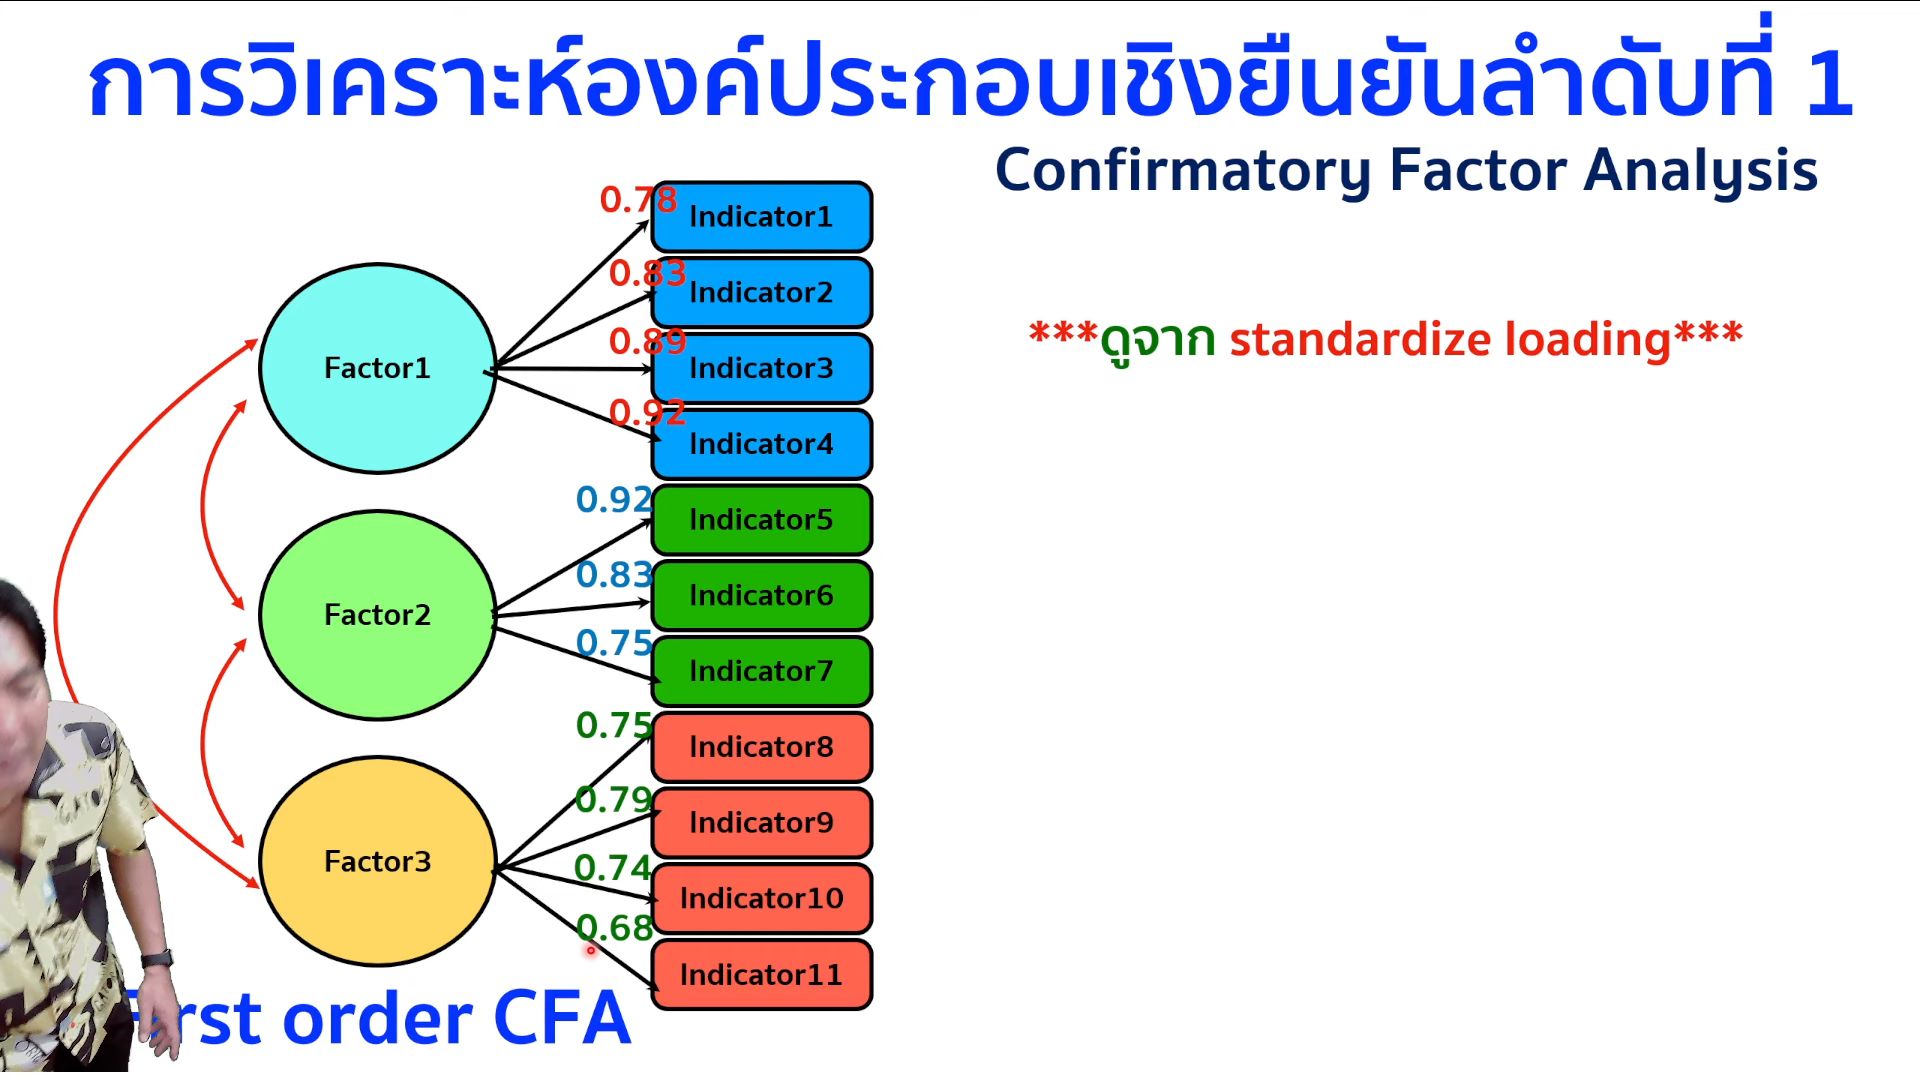 การวิเคราะห์องค์ประกอบเชิงยืนยันลำดับที่ 1
Confirmatory Factor Analysis
***ดูจาก standardize loading***
Factor1
0.78 Indicator1
0.83 Indicator2
0.89 Indicator3
0.92 Indicator4
Factor2
0.92 Indicator5
0.83 Indicator6
0.75 Indicator7
Factor3
0.75 Indicator8
0.79 Indicator9
0.74 Indicator10
0.68 Indicator11
First order CFA